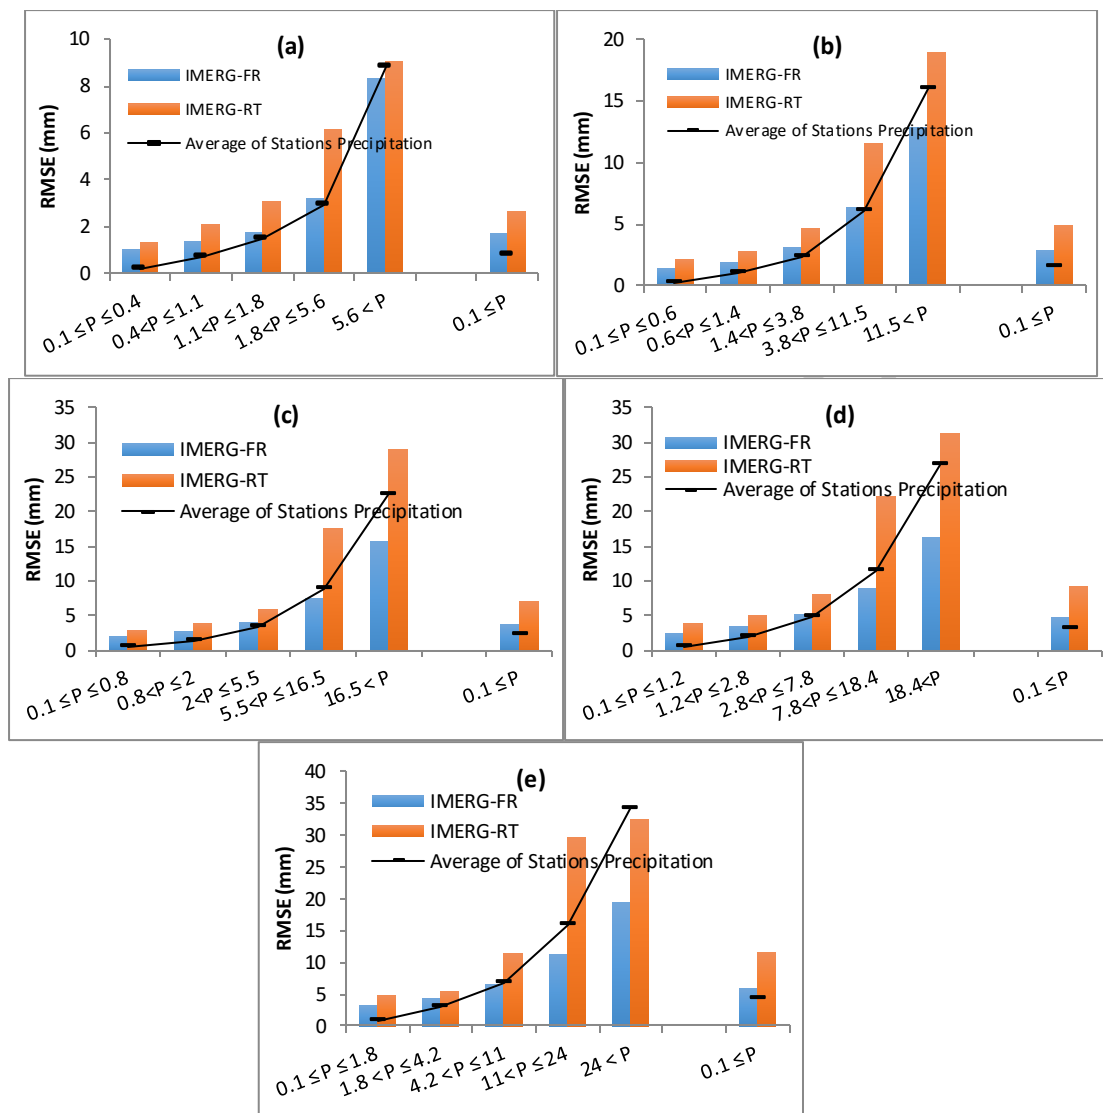 (a)
RMSE (mm)
10
8
6
4
2
0
IMERG-FR
IMERG-RT
Average of Stations Precipitation
0.1 ≤P ≤0.4
0.4<P ≤1.1
1.1<P ≤1.8
1.8<P ≤5.6
5.6 < P
0.1 ≤P
(b)
RMSE (mm)
20
15
10
5
0
IMERG-FR
IMERG-RT
Average of Stations Precipitation
0.1 ≤P ≤0.6
0.6<P ≤1.4
1.4<P ≤3.8
3.8<P ≤11.5
11.5 < P
0.1 ≤P
(c)
RMSE (mm)
35
30
25
20
15
10
5
0
IMERG-FR
IMERG-RT
Average of Stations Precipitation
0.1 ≤P ≤0.8
0.8<P ≤2
2<P ≤5.5
5.5<P ≤16.5
16.5 < P
0.1 ≤P
(d)
RMSE (mm)
35
30
25
20
15
10
5
0
IMERG-FR
IMERG-RT
Average of Stations Precipitation
0.1 ≤P ≤1.2
1.2<P ≤2.8
2.8<P ≤7.8
7.8<P ≤18.4
18.4<P
0.1 ≤P
(e)
RMSE (mm)
40
35
30
25
20
15
10
5
0
IMERG-FR
IMERG-RT
Average of Stations Precipitation
0.1 ≤P ≤1.8
1.8 <P ≤4.2
4.2 <P ≤11
11<P ≤24
24 < P
0.1 ≤P